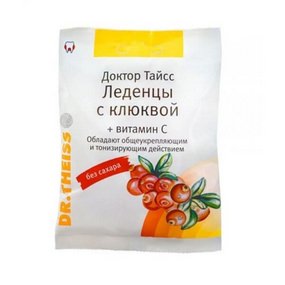 Доктор Тайсс
Леденцы
с клюквой
+ витамин С
Обладают общеукрепляющим
и тонизирующим действием
без сахара
DR.THEISS